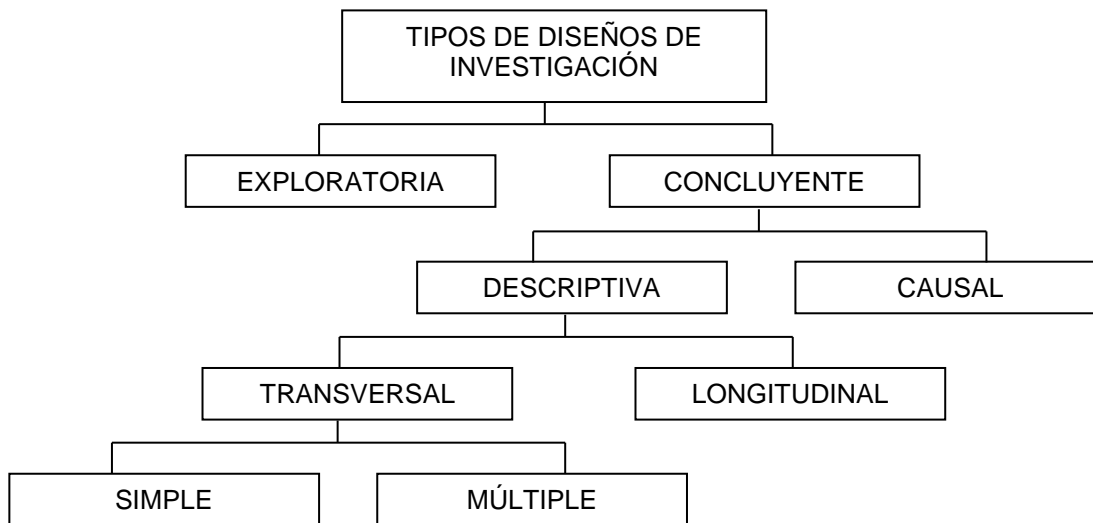 TIPOS DE DISEÑOS DE
INVESTIGACIÓN
EXPLORATORIA
CONCLUYENTE
DESCRIPTIVA
CAUSAL
TRANSVERSAL
LONGITUDINAL
SIMPLE
MÚLTIPLE